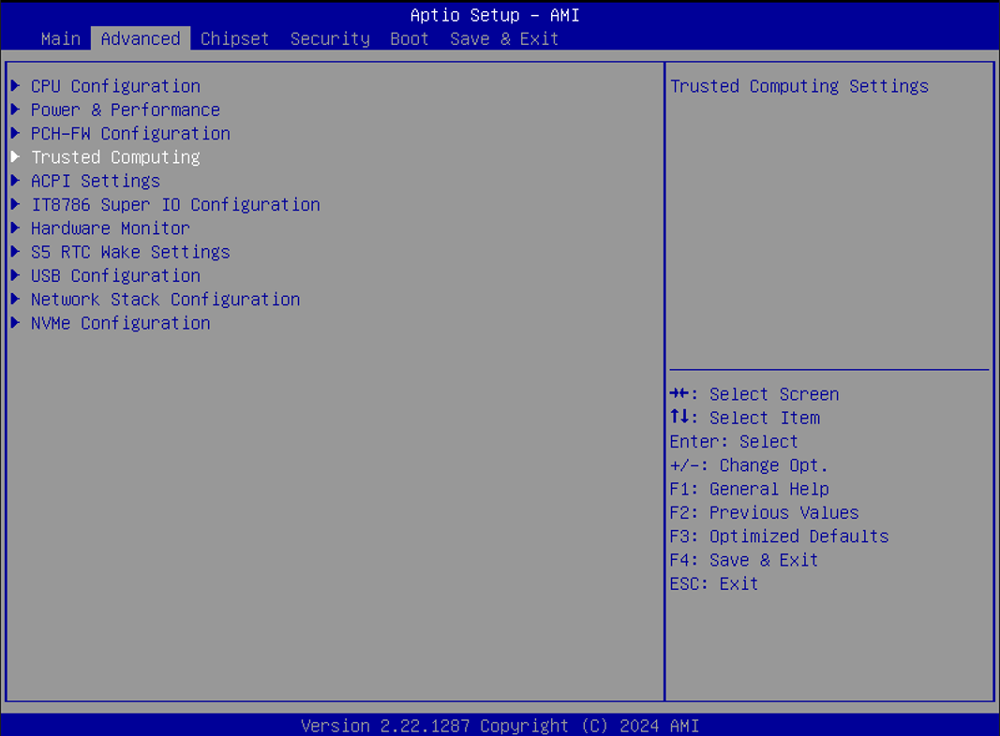 Aptio Setup – AMI
Main Advanced Chipset Security Boot Save & Exit
CPU Configuration
Power & Performance
PCH-FW Configuration
Trusted Computing
ACPI Settings
IT8786 Super IO Configuration
Hardware Monitor
S5 RTC Wake Settings
USB Configuration
Network Stack Configuration
NVMe Configuration
Trusted Computing Settings
→←: Select Screen
↑↓: Select Item
Enter: Select
+/-: Change Opt.
F1: General Help
F2: Previous Values
F3: Optimized Defaults
F4: Save & Exit
ESC: Exit
Version 2.22.1287 Copyright (C) 2024 AMI